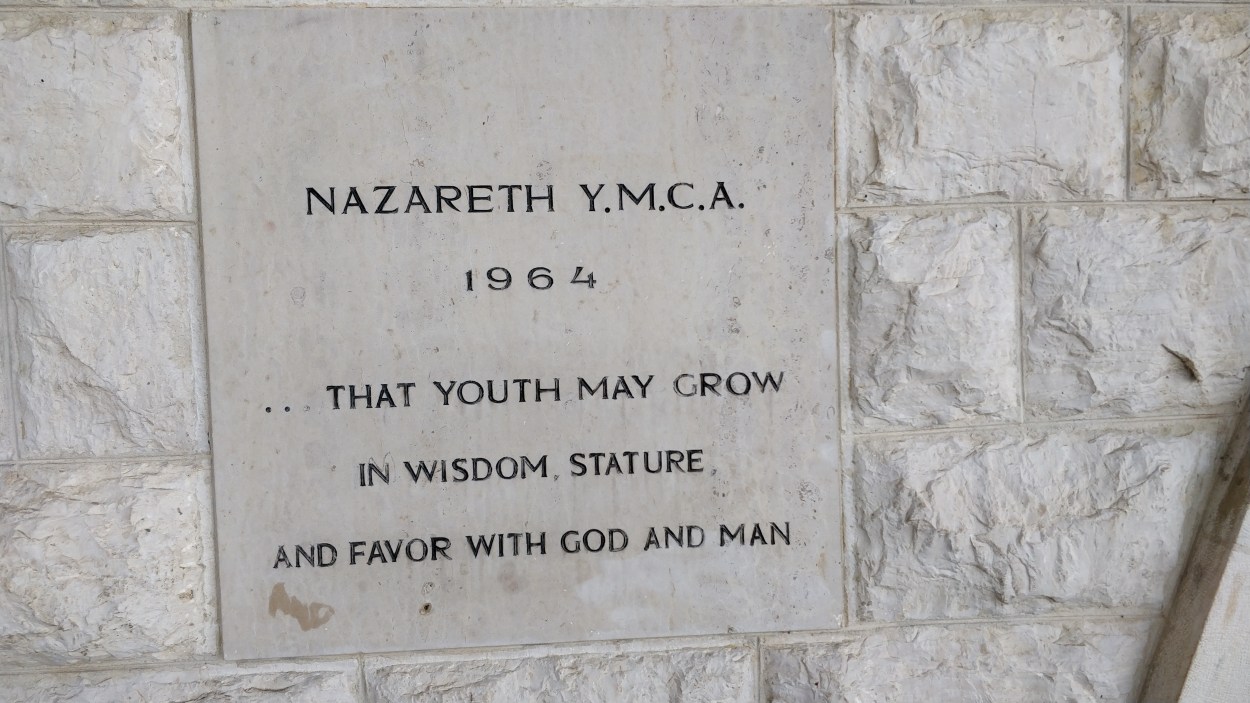 NAZARETH Y.M.C.A.
1964
... THAT YOUTH MAY GROW
IN WISDOM, STATURE,
AND FAVOR WITH GOD AND MAN